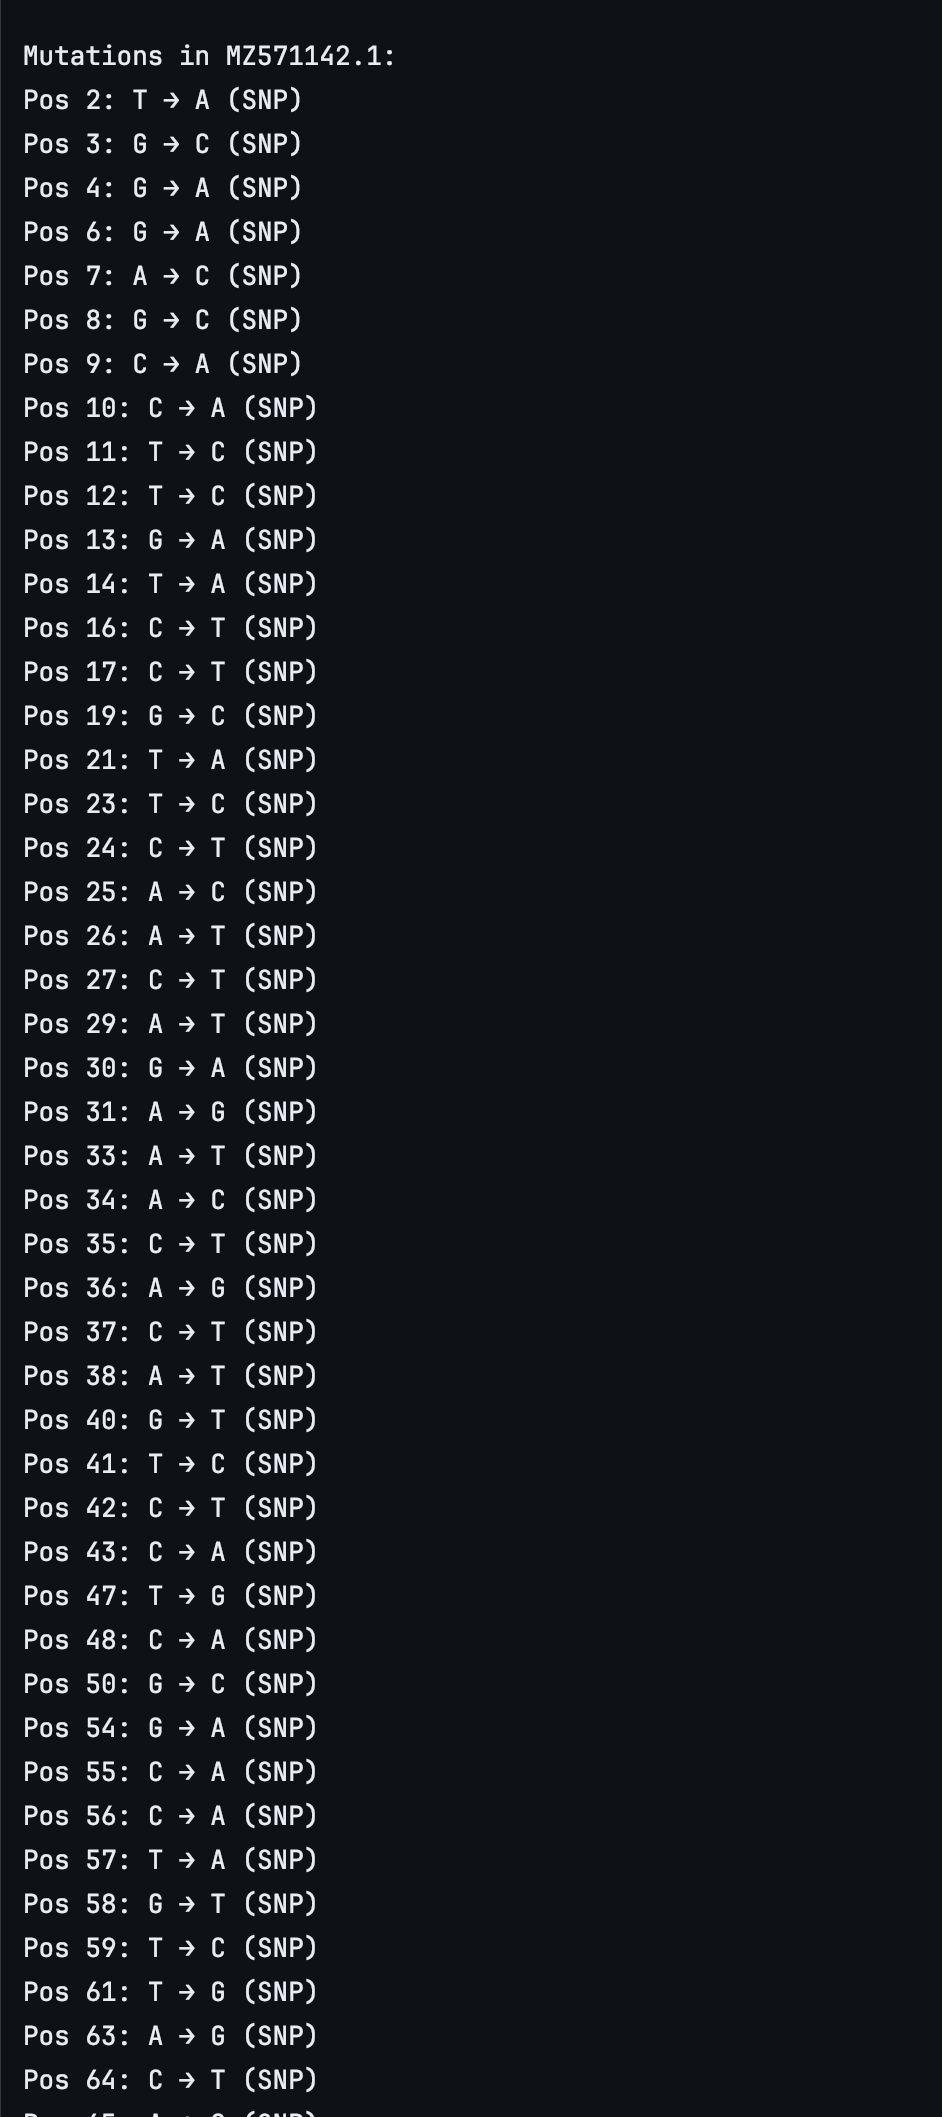 Mutations in MZ571142.1:
Pos 2: T → A (SNP)
Pos 3: G → C (SNP)
Pos 4: G → A (SNP)
Pos 6: G → A (SNP)
Pos 7: A → C (SNP)
Pos 8: G → C (SNP)
Pos 9: C → A (SNP)
Pos 10: C → A (SNP)
Pos 11: T → C (SNP)
Pos 12: T → C (SNP)
Pos 13: G → A (SNP)
Pos 14: T → A (SNP)
Pos 16: C → T (SNP)
Pos 17: C → T (SNP)
Pos 19: G → C (SNP)
Pos 21: T → A (SNP)
Pos 23: T → C (SNP)
Pos 24: C → T (SNP)
Pos 25: A → C (SNP)
Pos 26: A → T (SNP)
Pos 27: C → T (SNP)
Pos 29: A → T (SNP)
Pos 30: G → A (SNP)
Pos 31: A → G (SNP)
Pos 33: A → T (SNP)
Pos 34: A → C (SNP)
Pos 35: C → T (SNP)
Pos 36: A → G (SNP)
Pos 37: C → T (SNP)
Pos 38: A → T (SNP)
Pos 40: G → T (SNP)
Pos 41: T → C (SNP)
Pos 42: C → T (SNP)
Pos 43: C → A (SNP)
Pos 47: T → G (SNP)
Pos 48: C → A (SNP)
Pos 50: G → C (SNP)
Pos 54: G → A (SNP)
Pos 55: C → A (SNP)
Pos 56: C → A (SNP)
Pos 57: T → A (SNP)
Pos 58: G → T (SNP)
Pos 59: T → C (SNP)
Pos 61: T → G (SNP)
Pos 63: A → G (SNP)
Pos 64: C → T (SNP)